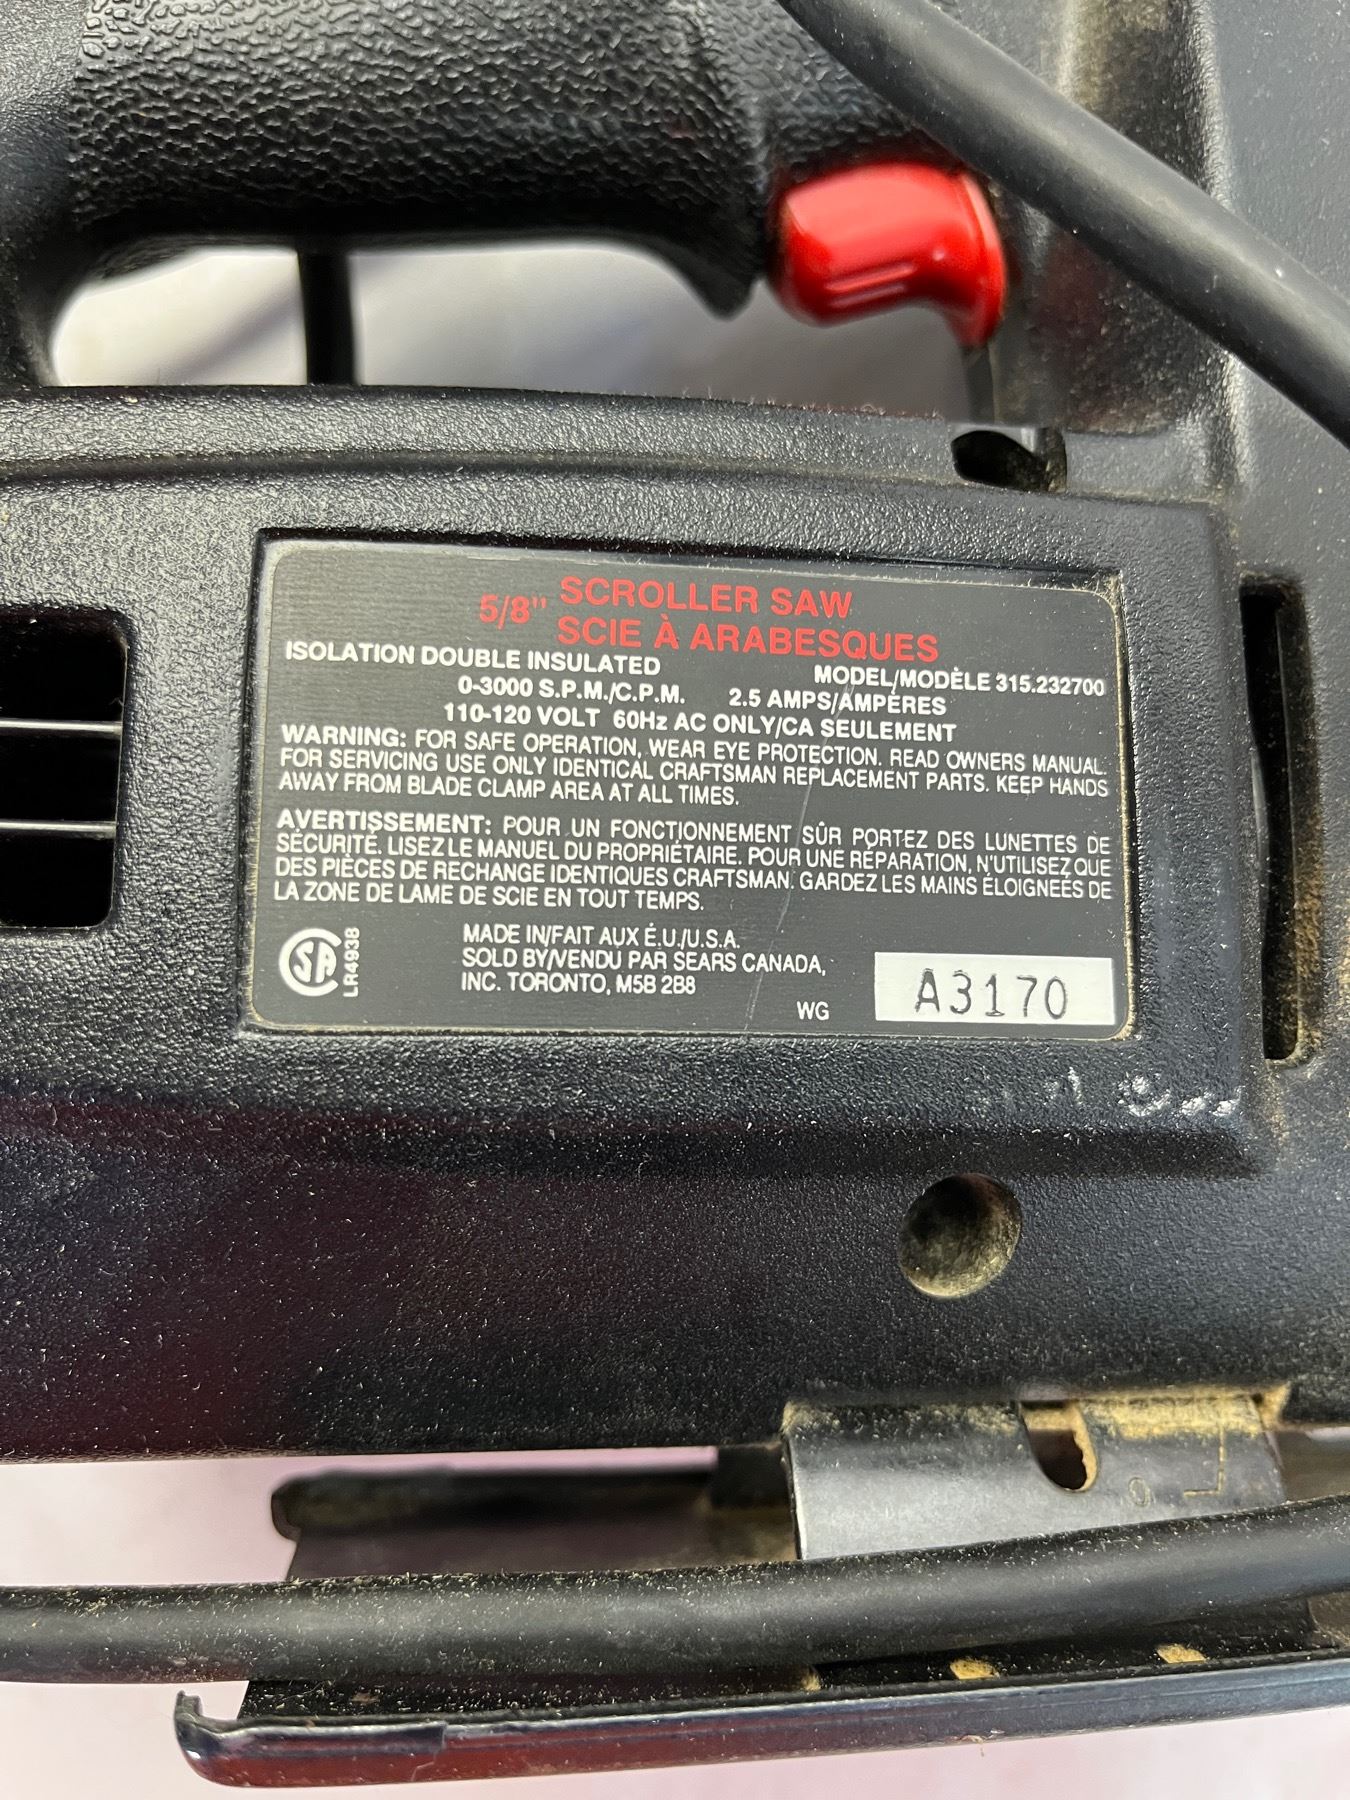 5/8" SCROLLER SAW
SCIE À ARABESQUES
ISOLATION DOUBLE INSULATED MODEL/MODÈLE 315.232700
0-3000 S.P.M./C.P.M. 2.5 AMPS/AMPÈRES
110-120 VOLT 60Hz AC ONLY/CA SEULEMENT
WARNING: FOR SAFE OPERATION, WEAR EYE PROTECTION. READ OWNERS MANUAL.
FOR SERVICING USE ONLY IDENTICAL CRAFTSMAN REPLACEMENT PARTS. KEEP HANDS
AWAY FROM BLADE CLAMP AREA AT ALL TIMES.
AVERTISSEMENT: POUR UN FONCTIONNEMENT SÛR PORTEZ DES LUNETTES DE
SÉCURITÉ. LISEZ LE MANUEL DU PROPRIÉTAIRE. POUR UNE RÉPARATION, N'UTILISEZ QUE
DES PIÈCES DE RECHANGE IDENTIQUES CRAFTSMAN. GARDEZ LES MAINS ÉLOIGNÉES DE
LA ZONE DE LAME DE SCIE EN TOUT TEMPS.
SA
LR4938
MADE IN/FAIT AUX É.U./U.S.A.
SOLD BY/VENDU PAR SEARS CANADA,
INC. TORONTO, M5B 2B8
WG
A3170
0